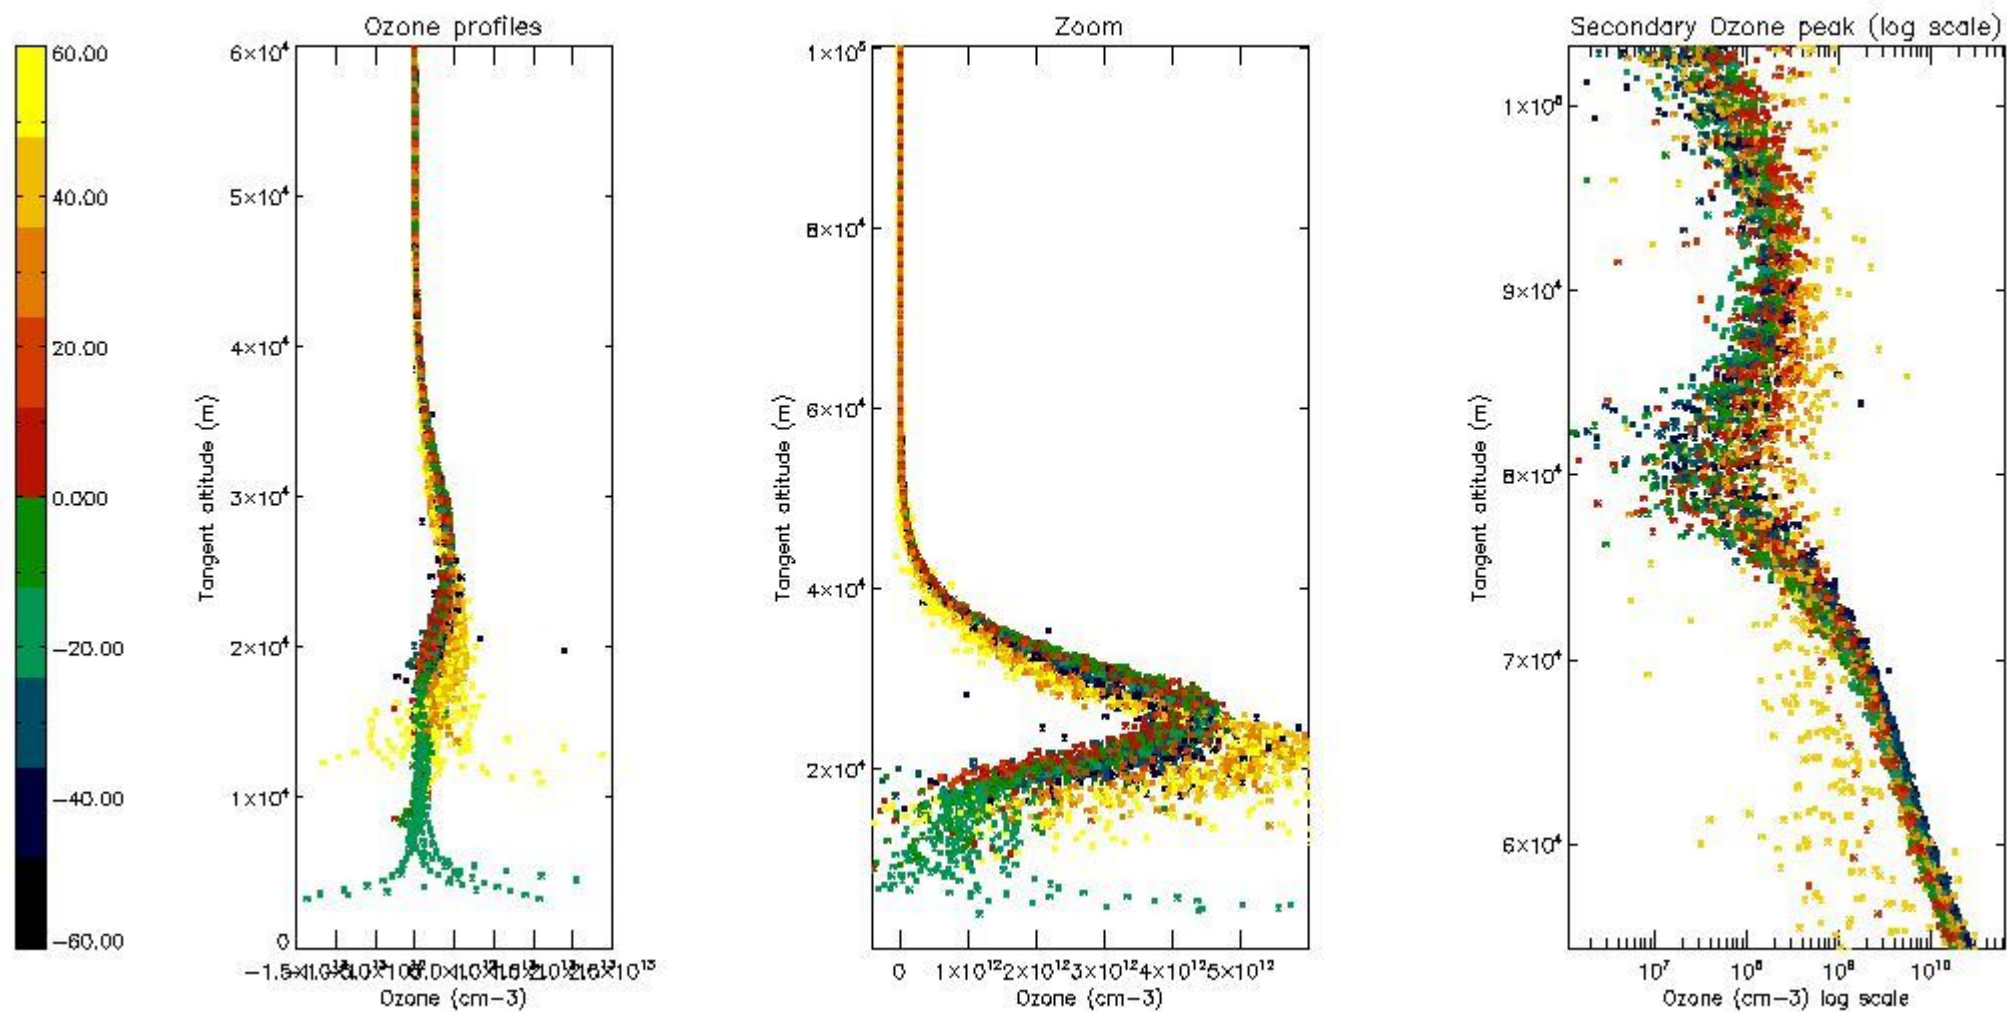 Ozone profiles
60.00
40.00
20.00
0.000
−20.00
−40.00
−60.00
6×10⁴
5×10⁴
4×10⁴
3×10⁴
2×10⁴
1×10⁴
0
Tangent altitude (m)
Ozone (cm−3)
Zoom
1×10⁵
8×10⁴
6×10⁴
4×10⁴
2×10⁴
Tangent altitude (m)
0 1×10¹² 2×10¹² 3×10¹² 4×10¹² 5×10¹²
Ozone (cm−3)
Secondary Ozone peak (log scale)
9×10⁴
8×10⁴
7×10⁴
6×10⁴
Tangent altitude (m)
10⁷ 10⁸ 10⁹ 10¹⁰
Ozone (cm−3) log scale